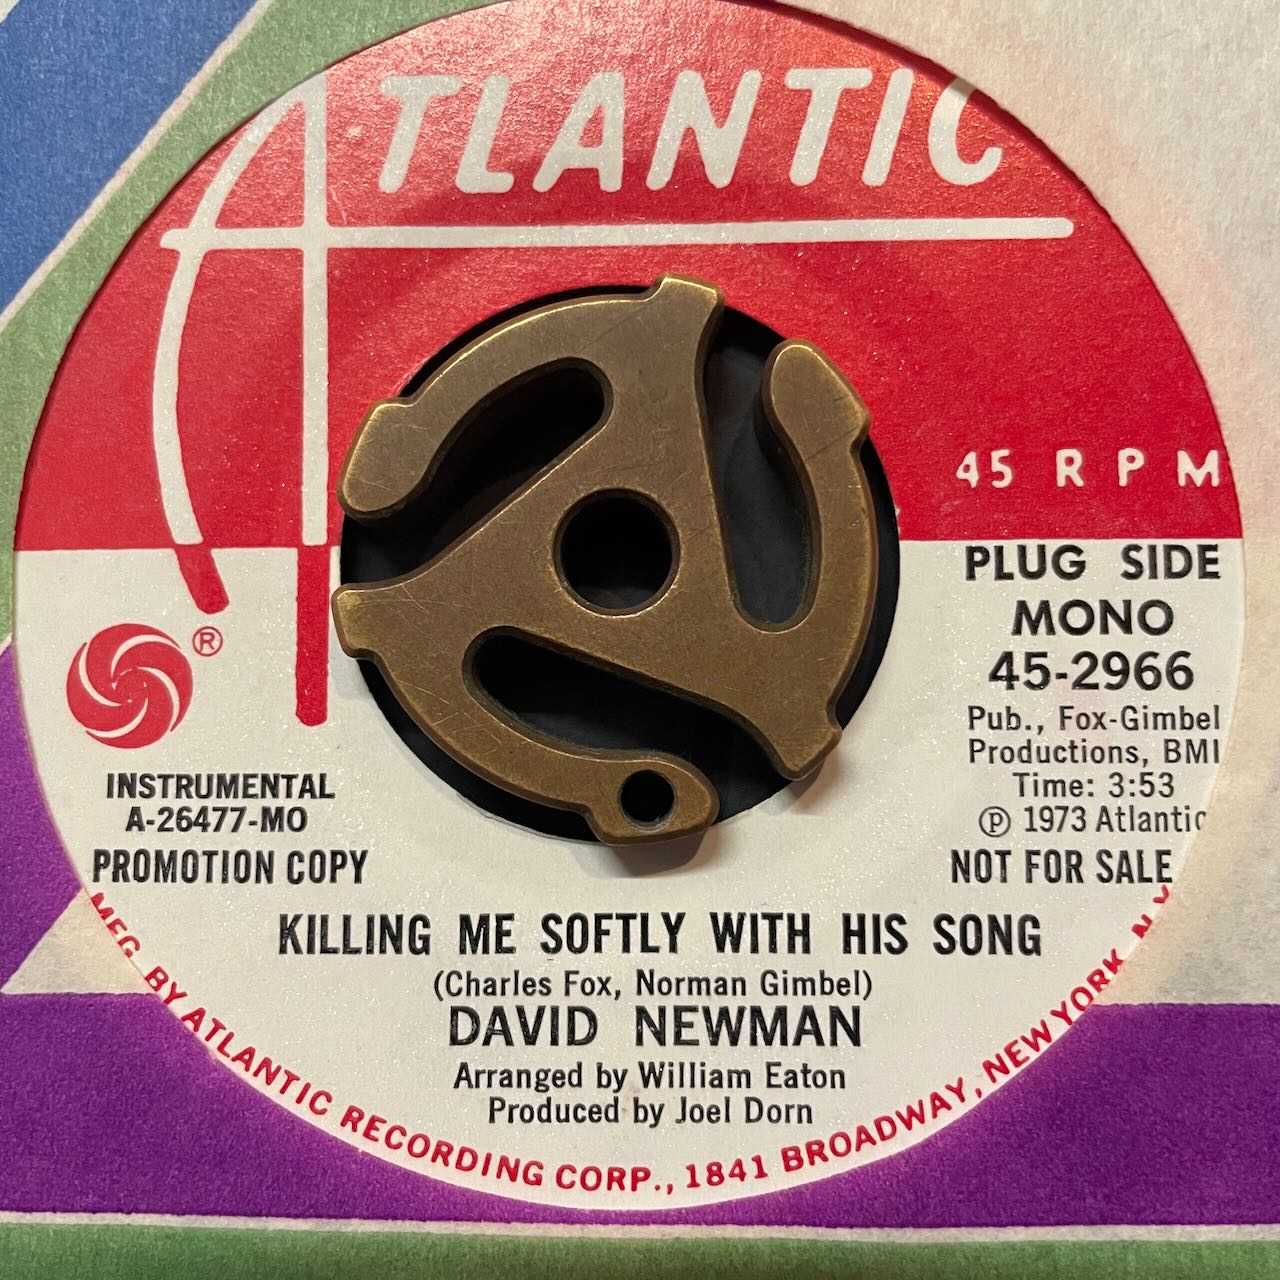 ATLANTIC
45 RPM
PLUG SIDE
MONO
45-2966
Pub., Fox-Gimbel
Productions, BMI
Time: 3:53
℗ 1973 Atlantic
NOT FOR SALE
®
INSTRUMENTAL
A-26477-MO
PROMOTION COPY
KILLING ME SOFTLY WITH HIS SONG
(Charles Fox, Norman Gimbel)
DAVID NEWMAN
Arranged by William Eaton
Produced by Joel Dorn
MFG. BY ATLANTIC RECORDING CORP., 1841 BROADWAY, NEW YORK, N.Y.